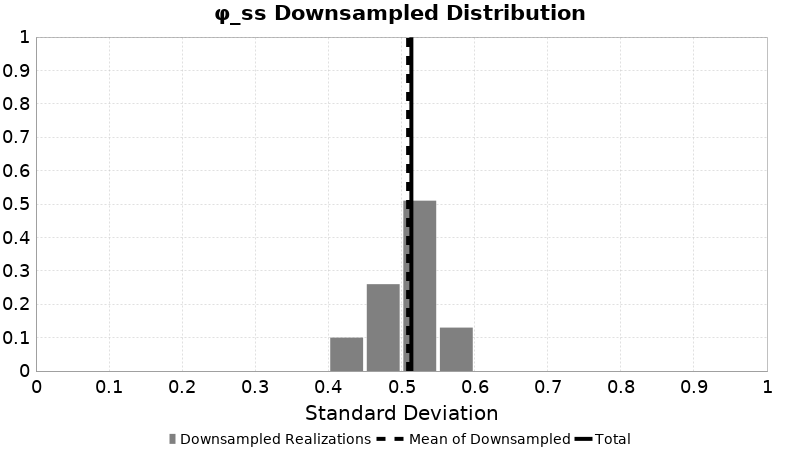 φ_ss Downsampled Distribution
1
0.9
0.8
0.7
0.6
0.5
0.4
0.3
0.2
0.1
0
0 0.1 0.2 0.3 0.4 0.5 0.6 0.7 0.8 0.9 1
Standard Deviation
Downsampled Realizations Mean of Downsampled Total